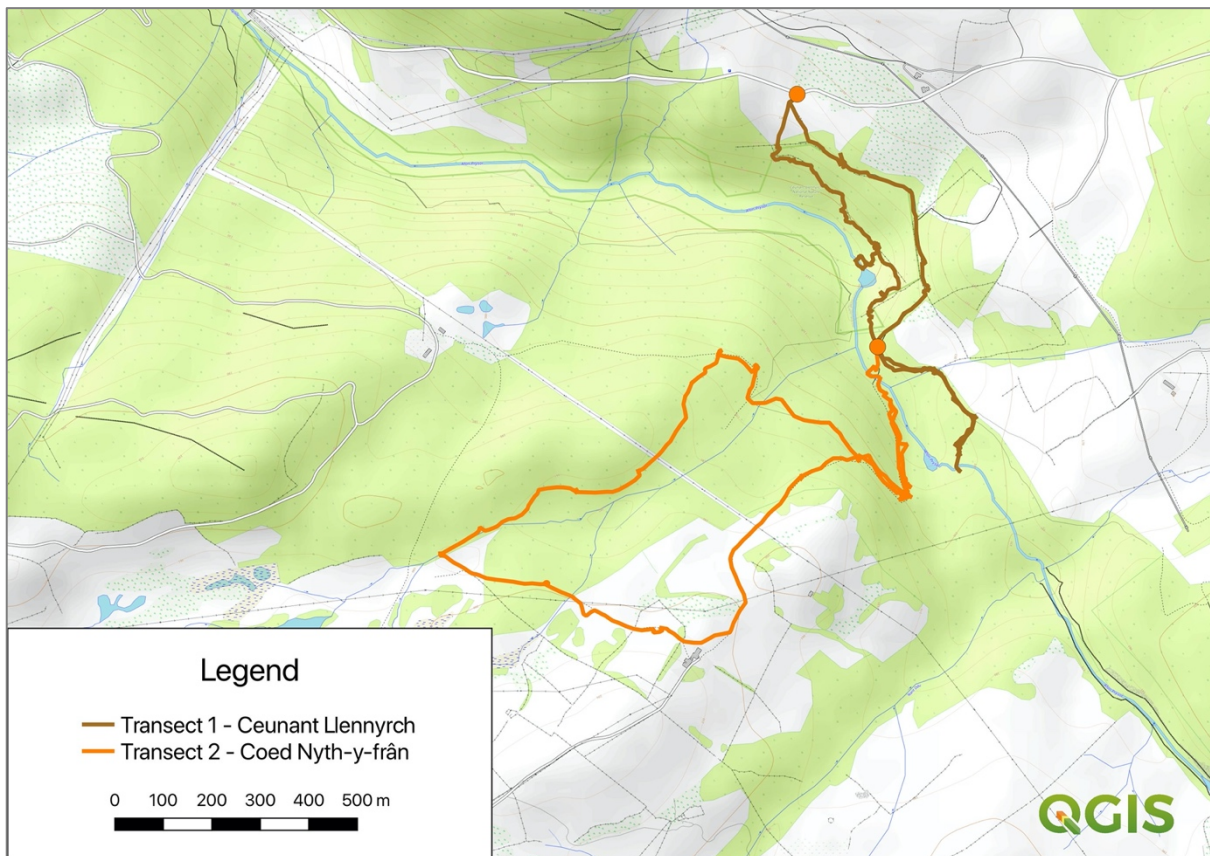 Legend
Transect 1 - Ceunant Llennyrch
Transect 2 - Coed Nyth-y-frân
0 100 200 300 400 500 m
QGIS